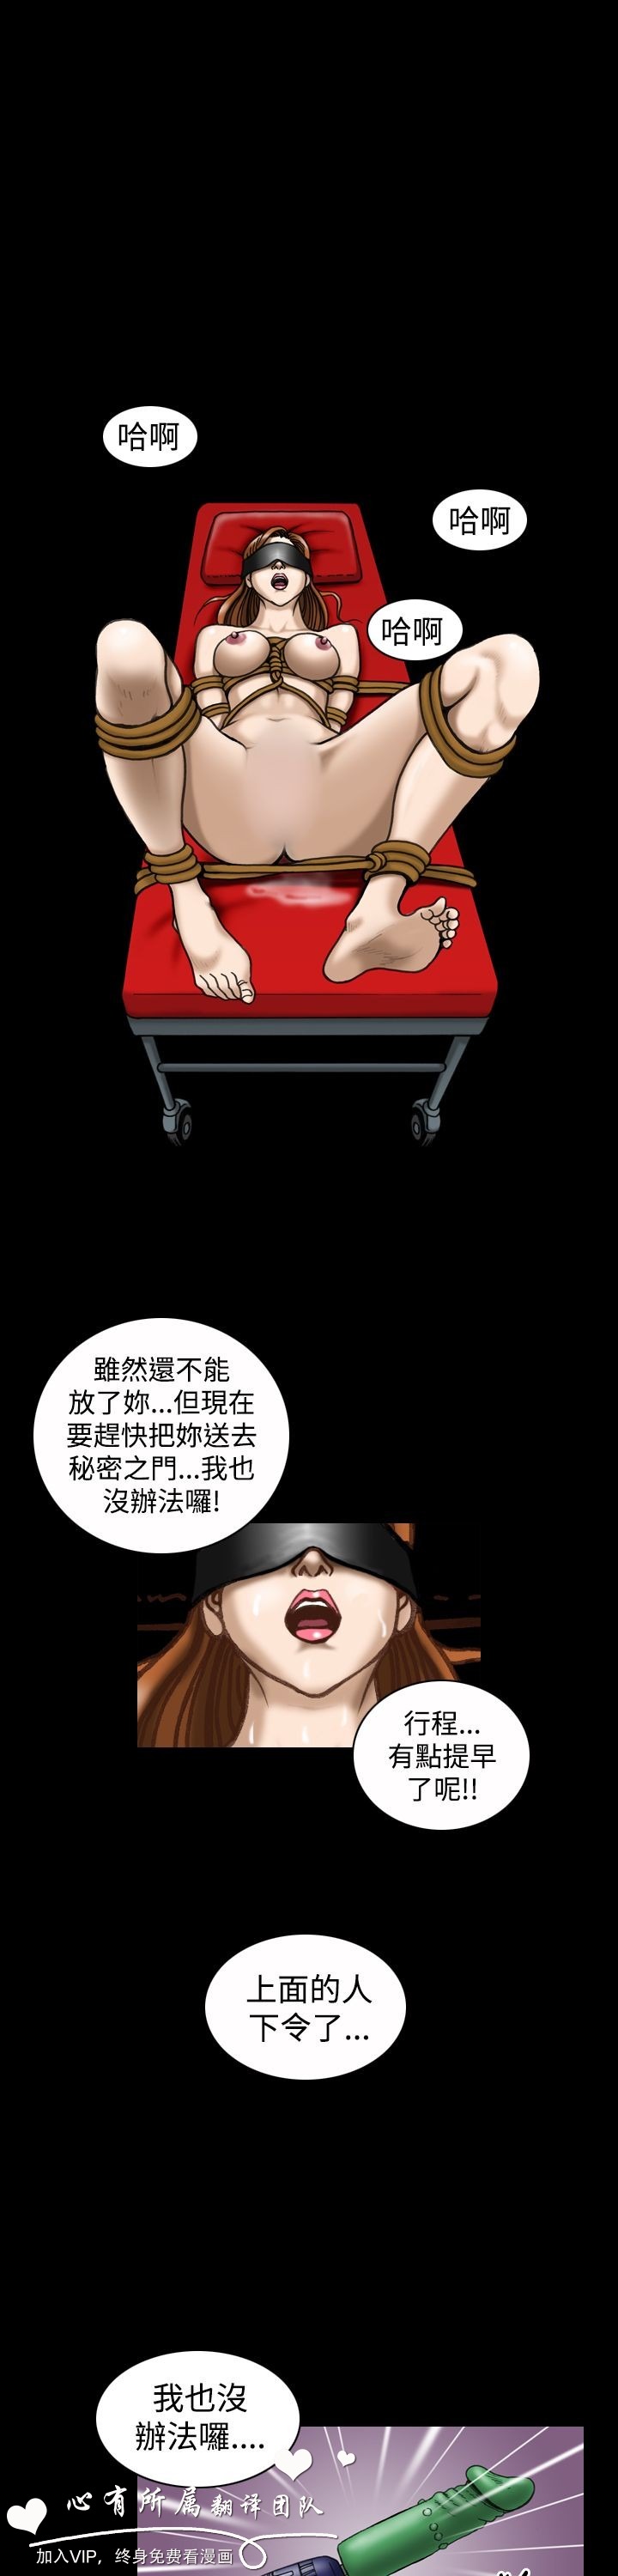 哈啊
哈啊
哈啊
雖然還不能
放了妳...但現在
要趕快把妳送去
秘密之門...我也
沒辦法囉!
行程...
有點提早
了呢!!
上面的人
下令了...
我也沒
辦法囉....
心有所属翻译团队
加入VIP，终身免费看漫画